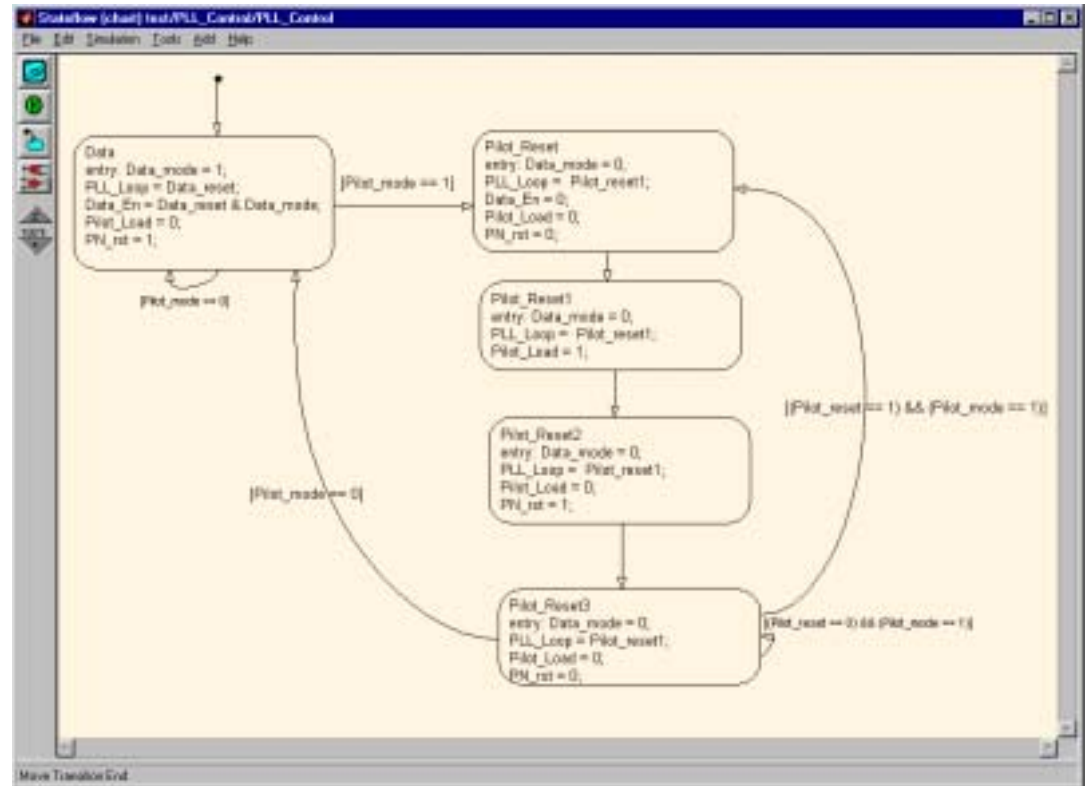 Stateflow (chart) test/PLL_Control/PLL_Control
File Edit Simulation Tools Add Help
Data
entry: Data_mode = 1;
PLL_Loop = Data_reset;
Data_En = Data_reset & Data_mode;
Pilot_Load = 0;
PN_rst = 1;
[Pilot_mode == 0]
[Pilot_mode == 1]
Pilot_Reset
entry: Data_mode = 0;
PLL_Loop = Pilot_reset1;
Data_En = 0;
Pilot_Load = 0;
PN_rst = 0;
Pilot_Reset1
entry: Data_mode = 0;
PLL_Loop = Pilot_reset1;
Pilot_Load = 1;
[(Pilot_reset == 1) && (Pilot_mode == 1)]
Pilot_Reset2
entry: Data_mode = 0;
PLL_Loop = Pilot_reset1;
Pilot_Load = 0;
PN_rst = 1;
[Pilot_mode == 0]
Pilot_Reset3
entry: Data_mode = 0;
PLL_Loop = Pilot_reset1;
Pilot_Load = 0;
PN_rst = 0;
[(Pilot_reset == 0) && (Pilot_mode == 1)]
Move Transition End